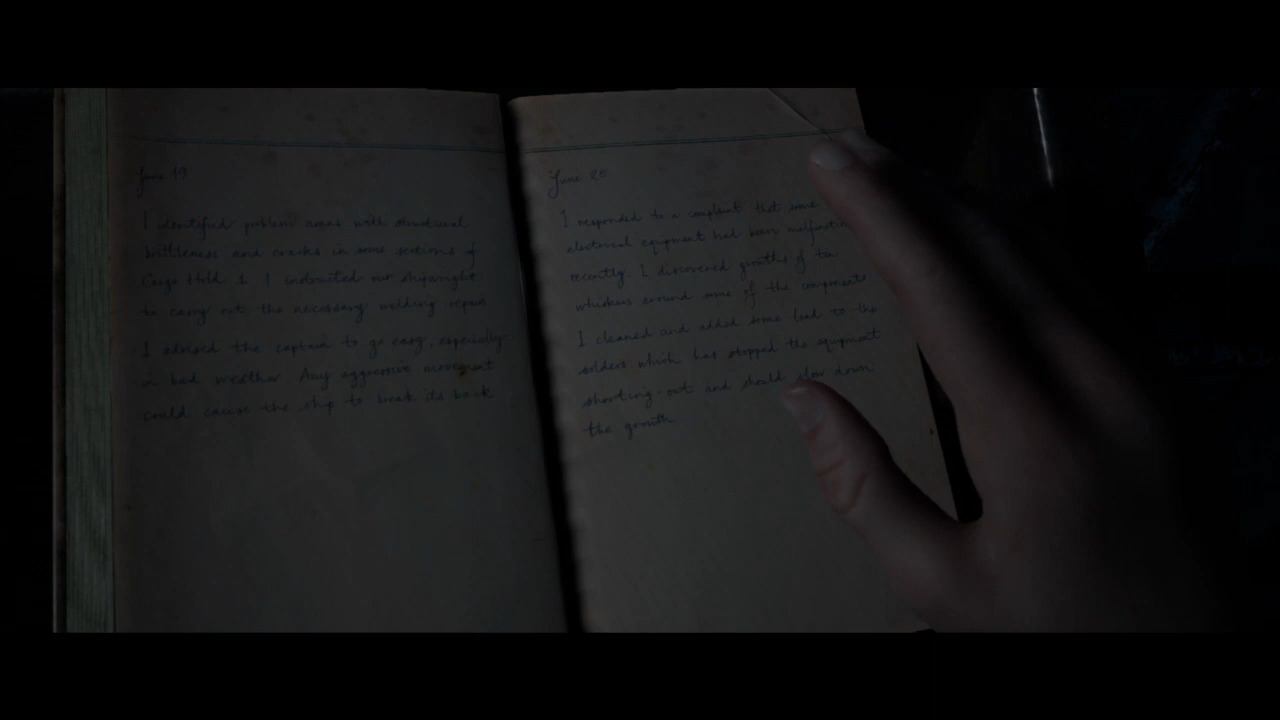 June 19
I identified problem areas with structural
brittleness and cracks in some sections of
Cargo Hold 1. I instructed our shipwright
to carry out the necessary welding repairs
I advised the captain to go easy, especially
in bad weather. Any aggressive movement
could cause the ship to break its back
June 20
I responded to a complaint that some
electrical equipment had been malfunction
recently. I discovered growths of tin
whiskers around some of the components
I cleaned and added some lead to the
solders which has stopped the equipment
shorting-out and should slow down
the growth